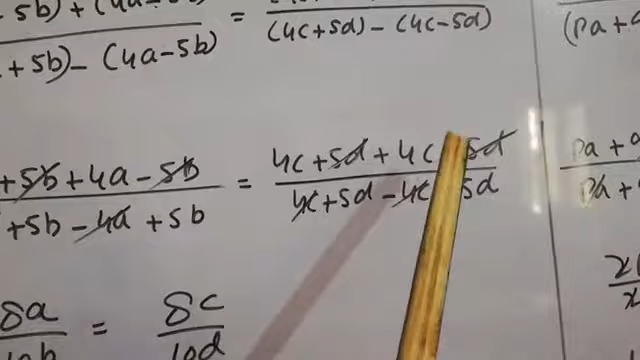 5b) + (4a = (4c+5d) - (4c-5d)
+ 5b) - (4a-5b) (pa+
+5b+4a-5b = 4c+5d+4c 5d pa+a
+5b-4a+5b 4c+5d-4c 5d pa+
8a = 8c
10b 10d